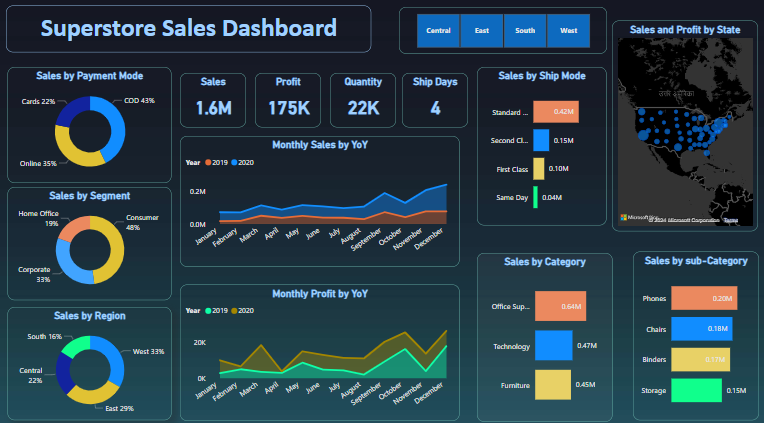 Superstore Sales Dashboard
Central East South West
Sales and Profit by State
उत्तर अमेरिका
Microsoft
© 2024 Microsoft Corporation Terms
Sales by Payment Mode
Cards 22%
COD 43%
Online 35%
Sales
1.6M
Profit
175K
Quantity
22K
Ship Days
4
Sales by Ship Mode
Standard ...
0.42M
Second Cl...
0.15M
First Class
0.10M
Same Day
0.04M
Monthly Sales by YoY
Year 2019 2020
0.2M
0.0M
January February March April May June July August September October November December
Sales by Segment
Home Office
19%
Consumer
48%
Corporate
33%
Monthly Profit by YoY
Year 2019 2020
20K
0K
January February March April May June July August September October November December
Sales by Region
South 16%
West 33%
Central
22%
East 29%
Sales by Category
Office Sup...
0.64M
Technology
0.47M
Furniture
0.45M
Sales by sub-Category
Phones
0.20M
Chairs
0.18M
Binders
0.17M
Storage
0.15M